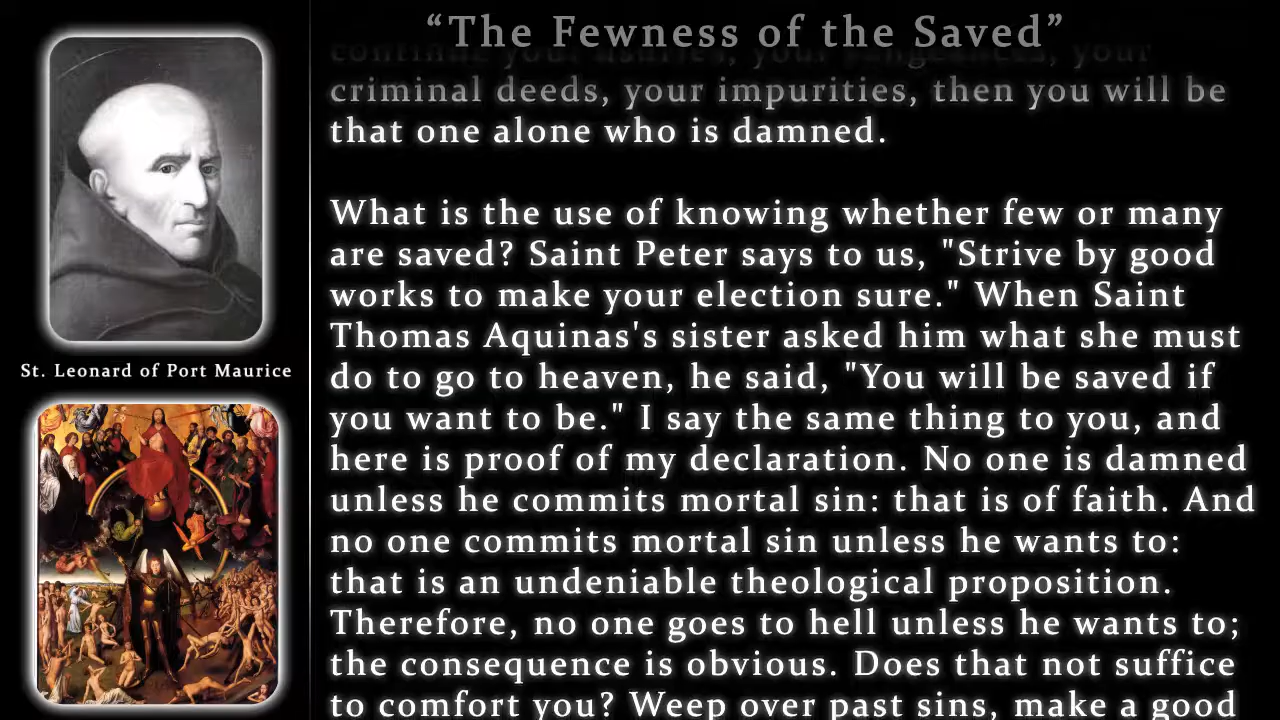 “The Fewness of the Saved”
continue your usuries, your vengeances, your
criminal deeds, your impurities, then you will be
that one alone who is damned.
What is the use of knowing whether few or many
are saved? Saint Peter says to us, "Strive by good
works to make your election sure." When Saint
Thomas Aquinas's sister asked him what she must
do to go to heaven, he said, "You will be saved if
you want to be." I say the same thing to you, and
here is proof of my declaration. No one is damned
unless he commits mortal sin: that is of faith. And
no one commits mortal sin unless he wants to:
that is an undeniable theological proposition.
Therefore, no one goes to hell unless he wants to;
the consequence is obvious. Does that not suffice
to comfort you? Weep over past sins, make a good
St. Leonard of Port Maurice